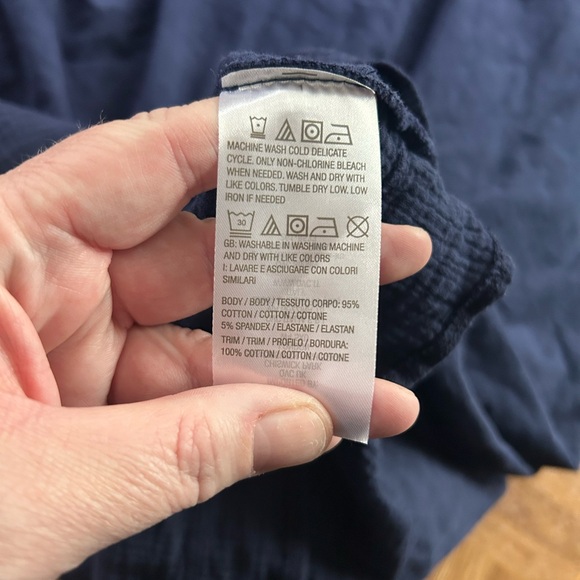 MACHINE WASH COLD DELICATE
CYCLE. ONLY NON-CHLORINE BLEACH
WHEN NEEDED. WASH AND DRY WITH
LIKE COLORS. TUMBLE DRY LOW. LOW
IRON IF NEEDED
30
GB: WASHABLE IN WASHING MACHINE
AND DRY WITH LIKE COLORS
I: LAVARE E ASCIUGARE CON COLORI
SIMILARI
BODY / BODY / TESSUTO CORPO: 95%
COTTON / COTTON / COTONE
5% SPANDEX / ELASTANE / ELASTAN
TRIM / TRIM / PROFILO / BORDURA:
100% COTTON / COTTON / COTONE